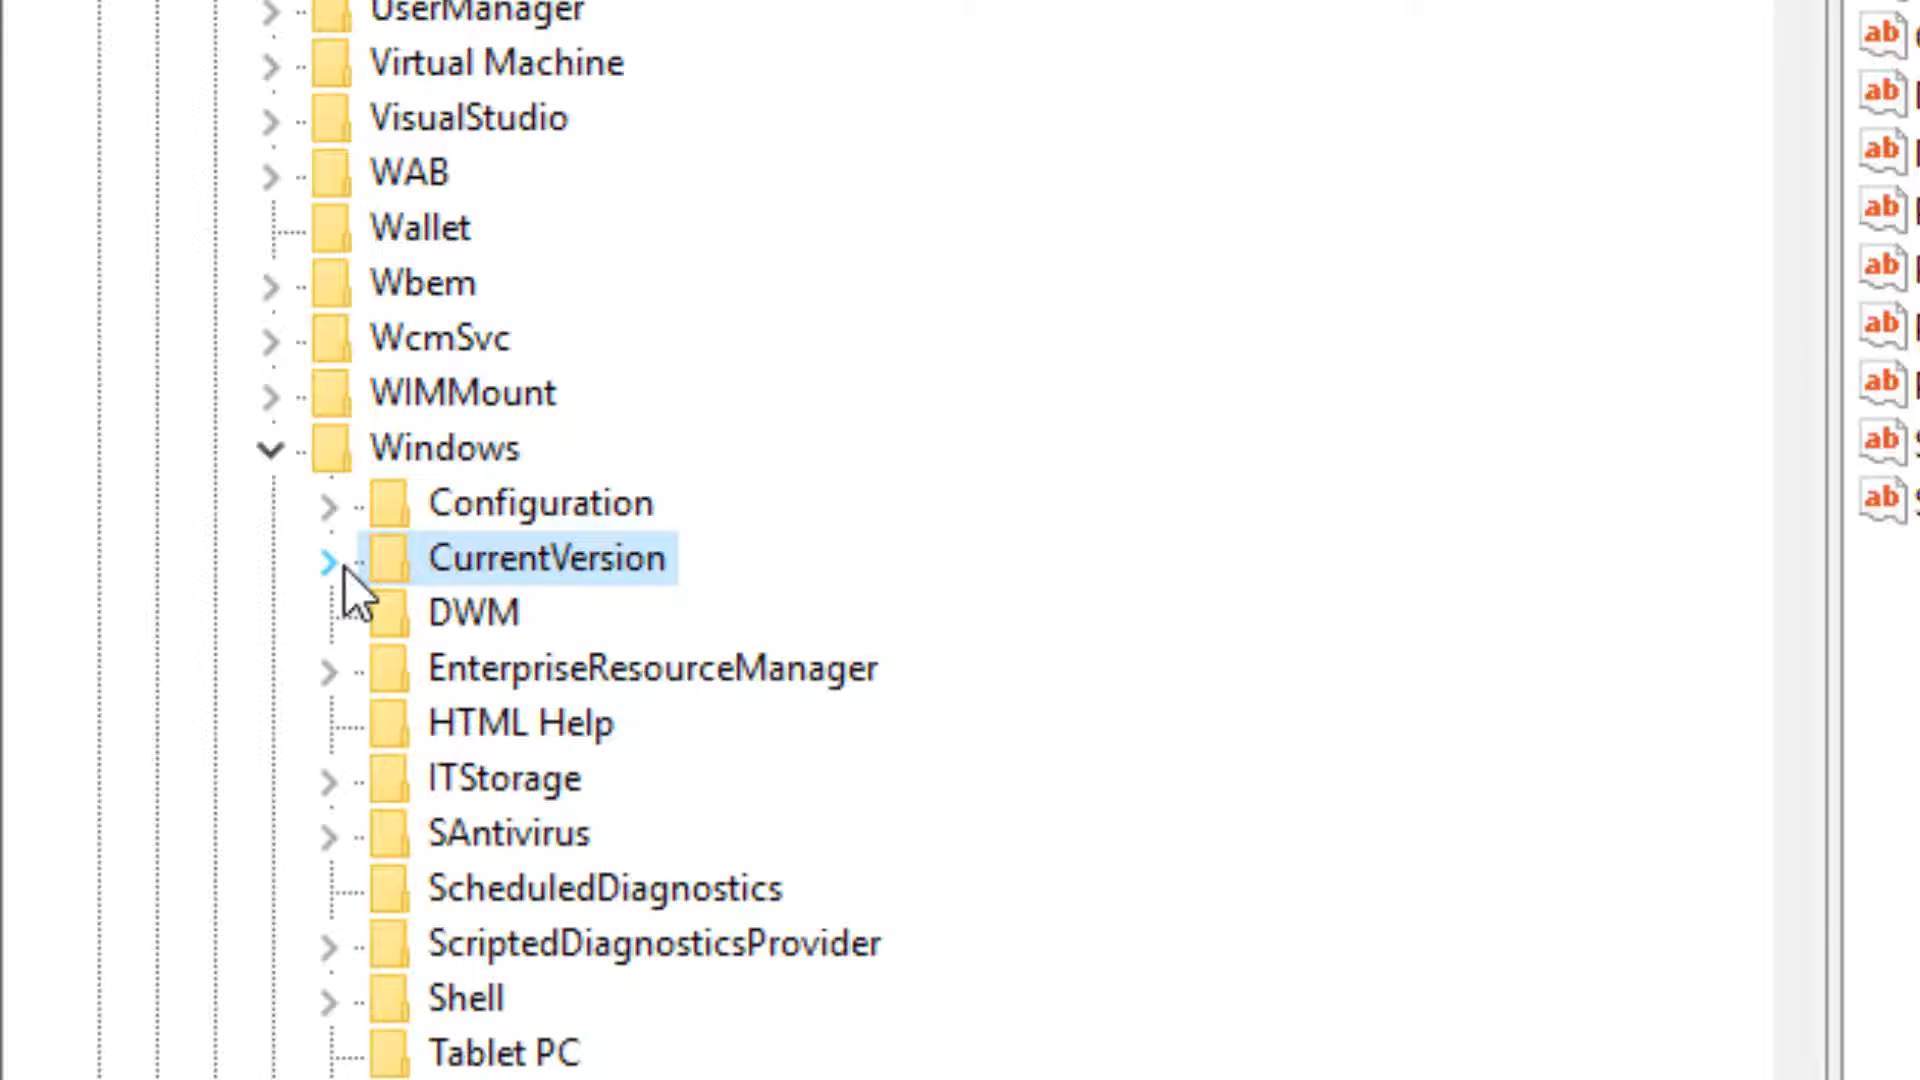 UserManager
Virtual Machine
VisualStudio
WAB
Wallet
Wbem
WcmSvc
WIMMount
Windows
Configuration
CurrentVersion
DWM
EnterpriseResourceManager
HTML Help
ITStorage
SAntivirus
ScheduledDiagnostics
ScriptedDiagnosticsProvider
Shell
Tablet PC
ab
ab
ab
ab
ab
ab
ab
ab
ab